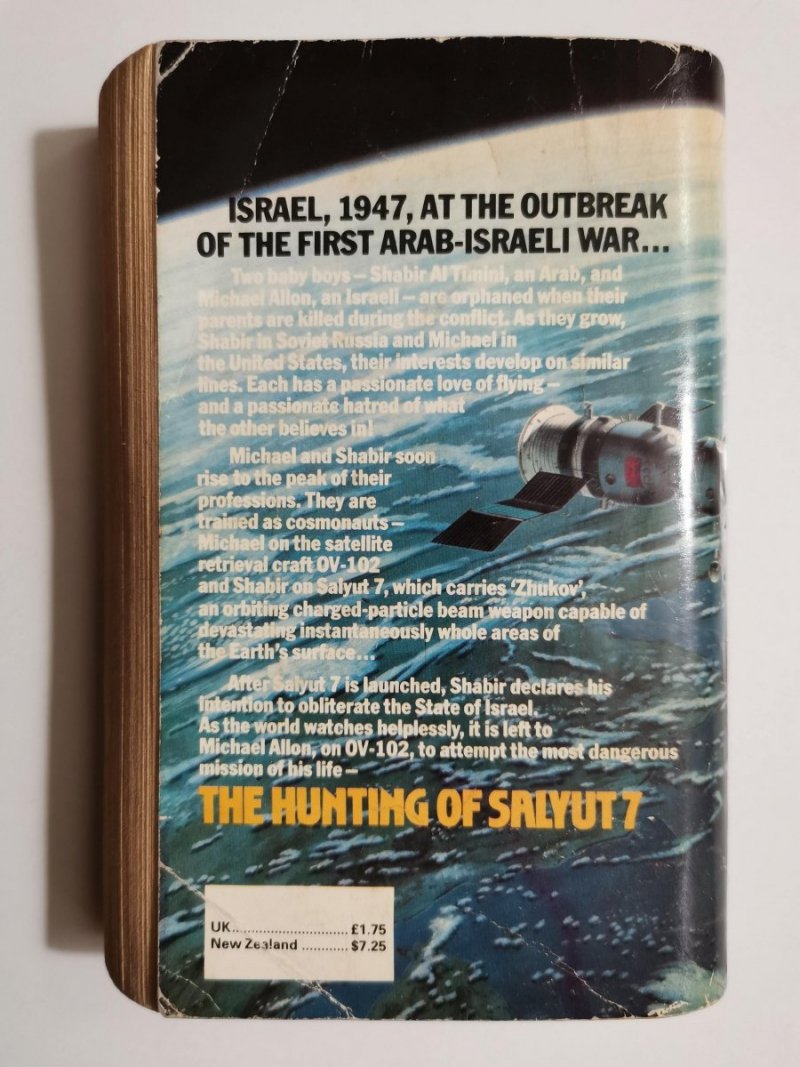 ISRAEL, 1947, AT THE OUTBREAK
OF THE FIRST ARAB-ISRAELI WAR...
Two baby boys – Shabir Al Timini, an Arab, and
Michael Allon, an Israeli – are orphaned when their
parents are killed during the conflict. As they grow,
Shabir in Soviet Russia and Michael in
the United States, their interests develop on similar
lines. Each has a passionate love of flying –
and a passionate hatred of what
the other believes in!
Michael and Shabir soon
rise to the peak of their
professions. They are
trained as cosmonauts –
Michael on the satellite
retrieval craft OV-102
and Shabir on Salyut 7, which carries 'Zhukov',
an orbiting charged-particle beam weapon capable of
devastating instantaneously whole areas of
the Earth's surface...
After Salyut 7 is launched, Shabir declares his
intention to obliterate the State of Israel.
As the world watches helplessly, it is left to
Michael Allon, on OV-102, to attempt the most dangerous
mission of his life –
THE HUNTING OF SALYUT 7
UK.............................. £1.75
New Zealand ............ $7.25